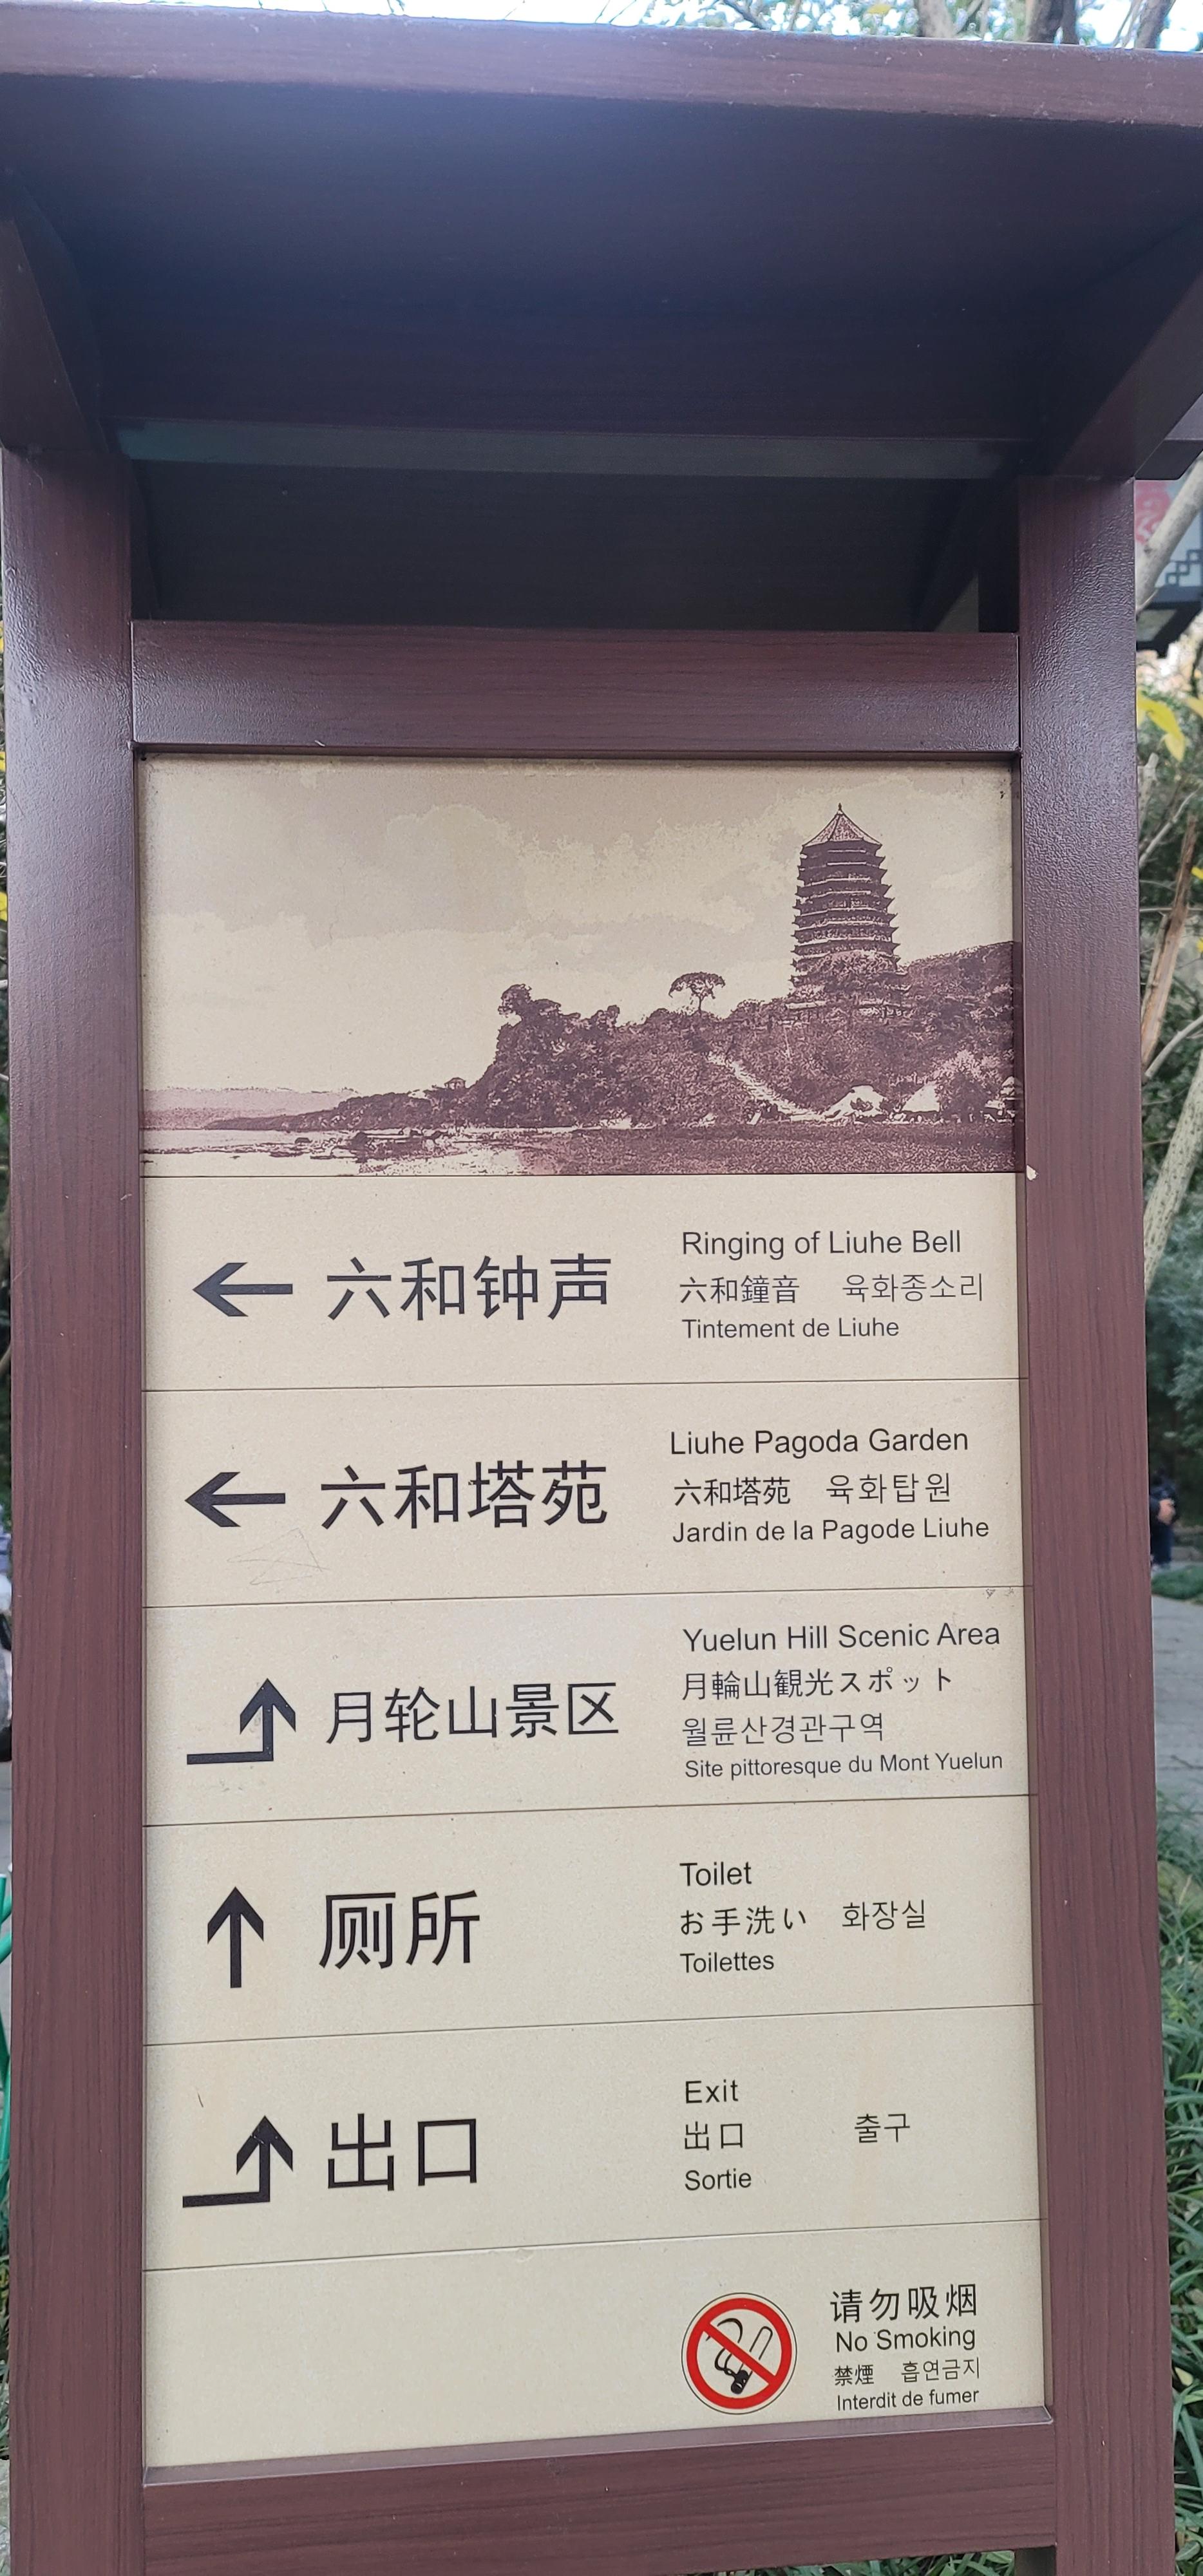 六和钟声
Ringing of Liuhe Bell
六和鐘音 육화종소리
Tintement de Liuhe
六和塔苑
Liuhe Pagoda Garden
六和塔苑 육화탑원
Jardin de la Pagode Liuhe
月轮山景区
Yuelun Hill Scenic Area
月輪山観光スポット
월륜산경관구역
Site pittoresque du Mont Yuelun
厕所
Toilet
お手洗い 화장실
Toilettes
出口
Exit
出口 출구
Sortie
请勿吸烟
No Smoking
禁煙 흡연금지
Interdit de fumer